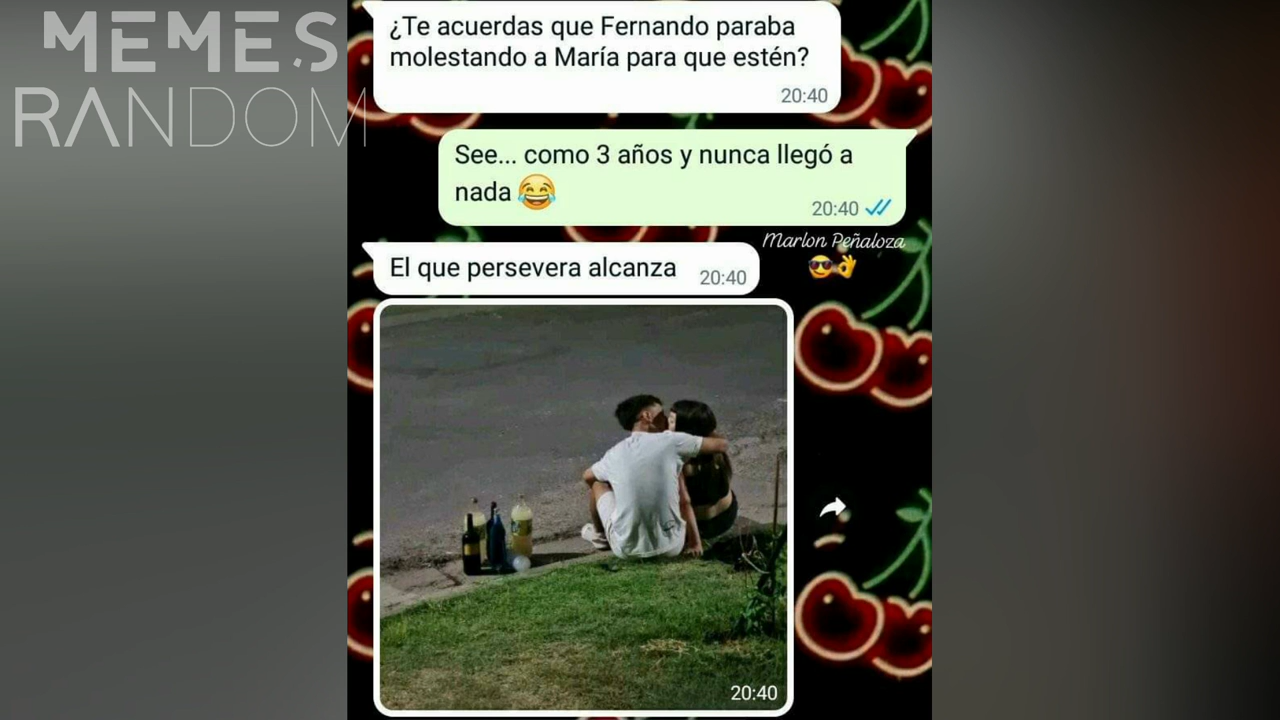 MEMES
RANDOM
¿Te acuerdas que Fernando paraba
molestando a María para que estén?
20:40
See... como 3 años y nunca llegó a
nada 😂
20:40
Marlon Peñaloza
😎👌
El que persevera alcanza
20:40
20:40